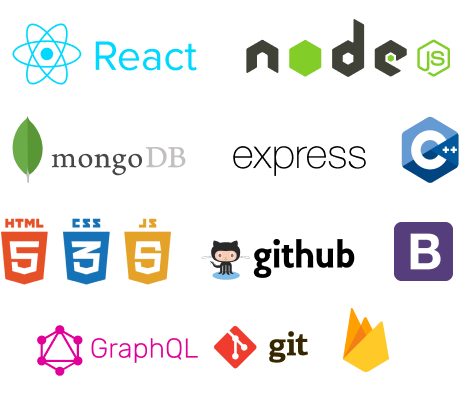 React
node JS
mongoDB
express
C++
HTML CSS JS
5 3 5
github
B
GraphQL
git